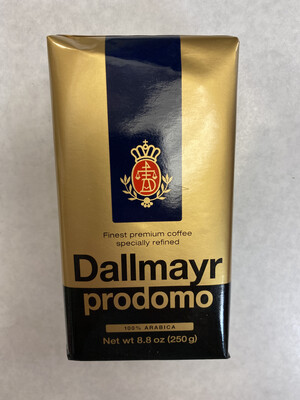 Finest premium coffee
specially refined
Dallmayr
prodomo
100% ARABICA
Net wt 8.8 oz (250g)